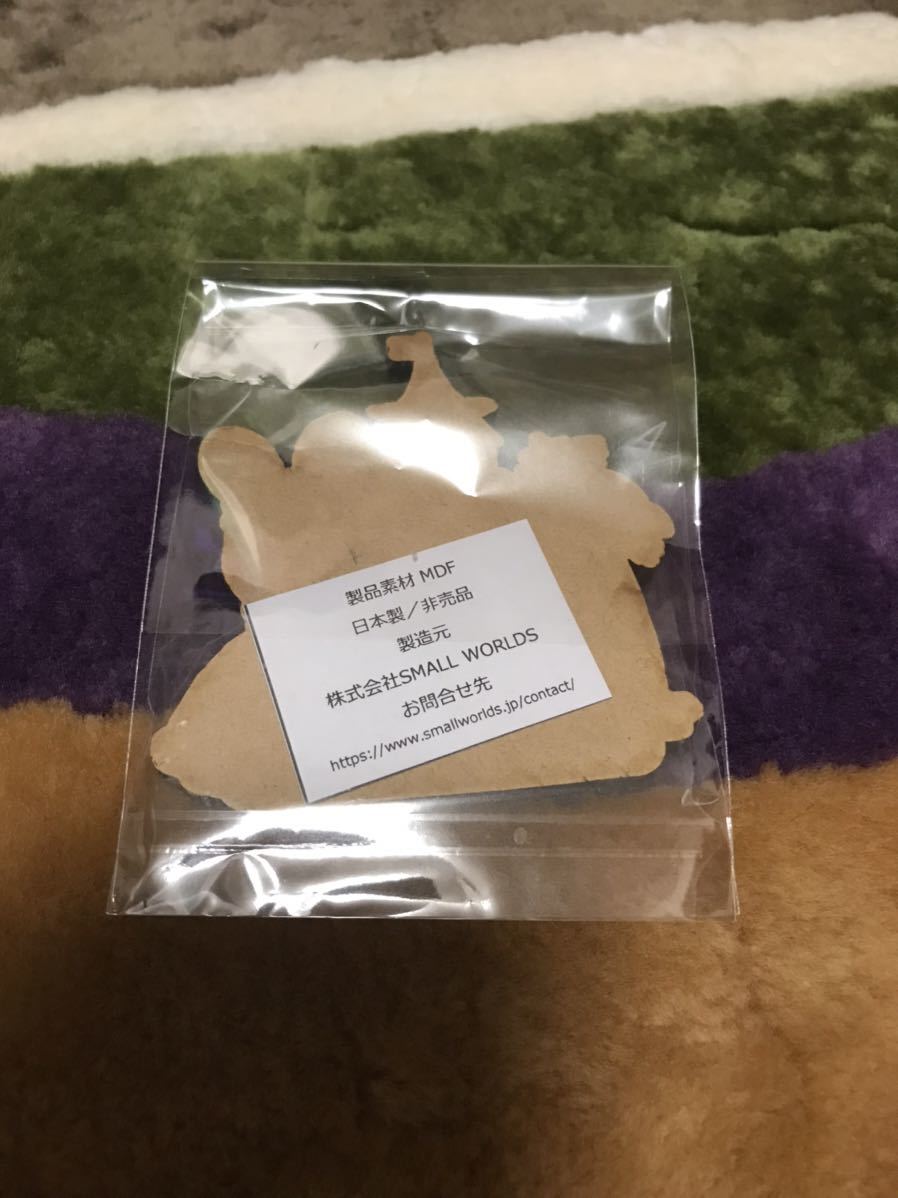 製品素材 MDF
日本製／非売品
製造元
株式会社SMALL WORLDS
お問合せ先
https://www.smallworlds.jp/contact/